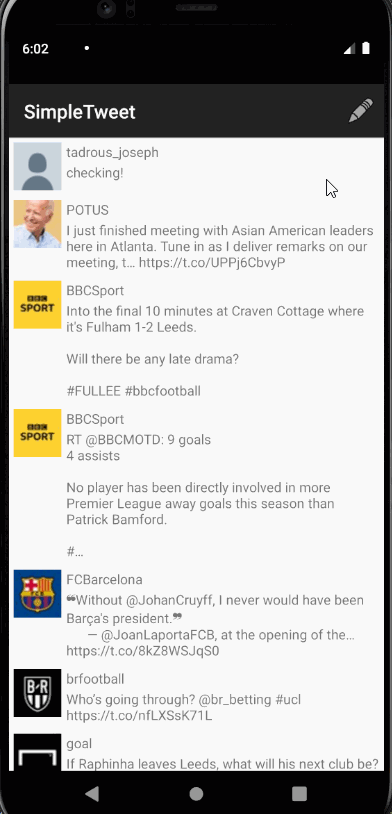 6:02
SimpleTweet
tadrous_joseph
checking!
POTUS
I just finished meeting with Asian American leaders
here in Atlanta. Tune in as I deliver remarks on our
meeting, t… https://t.co/UPPj6CbvyP
BBC
SPORT
BBCSport
Into the final 10 minutes at Craven Cottage where
it's Fulham 1-2 Leeds.
Will there be any late drama?
#FULLEE #bbcfootball
BBC
SPORT
BBCSport
RT @BBCMOTD: 9 goals
4 assists
No player has been directly involved in more
Premier League away goals this season than
Patrick Bamford.
#…
FCBarcelona
❝Without @JohanCruyff, I never would have been
Barça's president.❞
— @JoanLaportaFCB, at the opening of the…
https://t.co/8kZ8WSJqS0
B/R
brfootball
Who's going through? @br_betting #ucl
https://t.co/nfLXSsK71L
goal
If Raphinha leaves Leeds, what will his next club be?